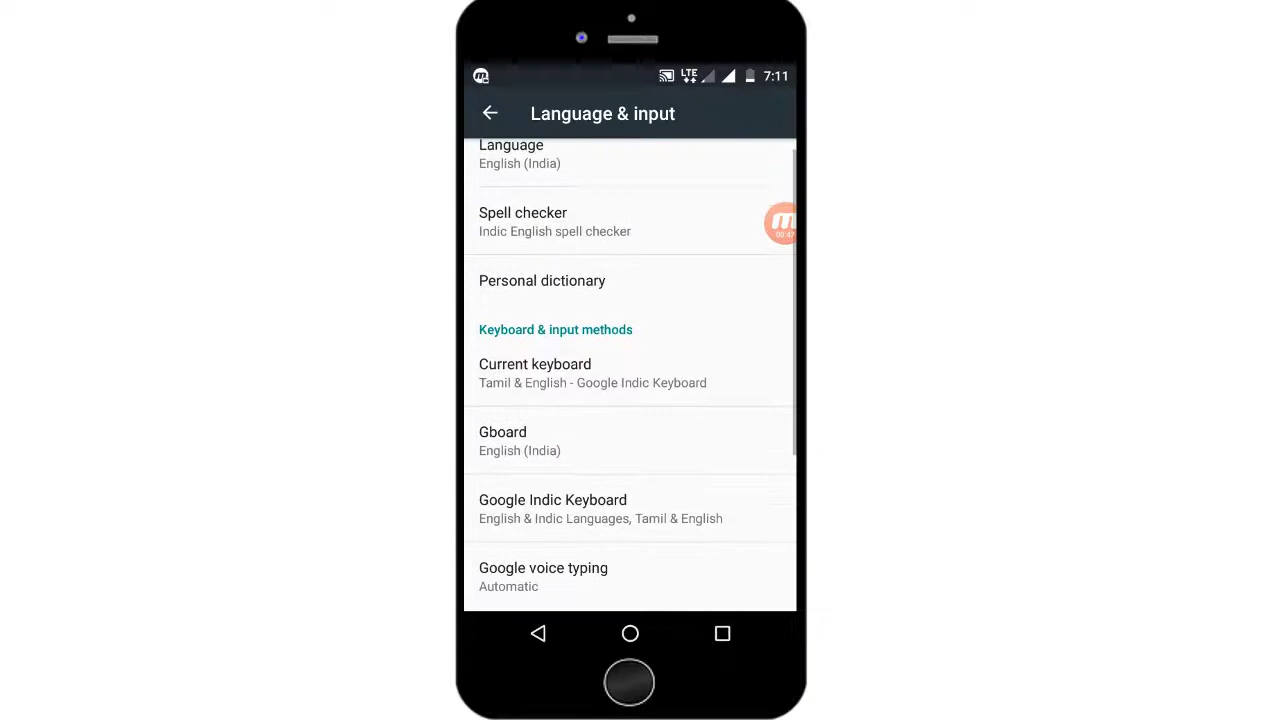 LTE 7:11
Language & input
Language
English (India)
Spell checker
Indic English spell checker
00:47
Personal dictionary
Keyboard & input methods
Current keyboard
Tamil & English - Google Indic Keyboard
Gboard
English (India)
Google Indic Keyboard
English & Indic Languages, Tamil & English
Google voice typing
Automatic